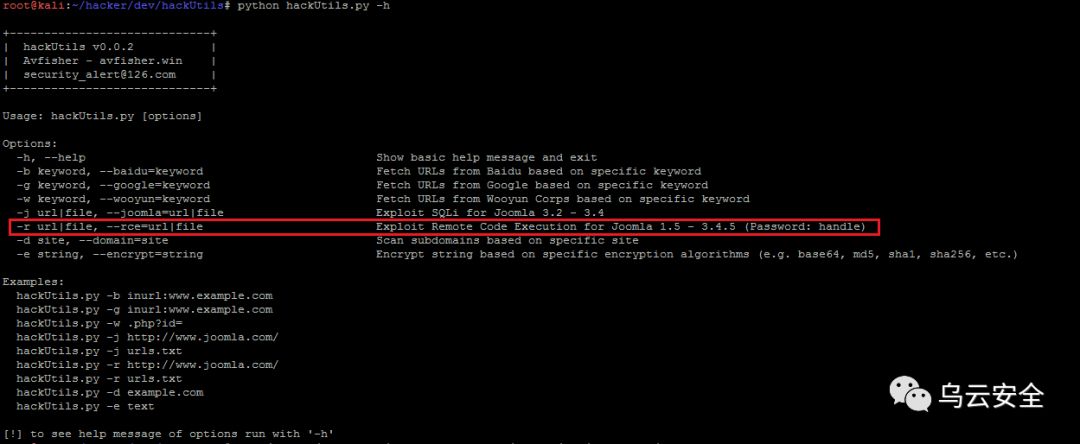 root@kali:~/hacker/dev/hackUtils# python hackUtils.py -h
+----------------------------+
| hackUtils v0.0.2 |
| Avfisher - avfisher.win |
| security_alert@126.com |
+----------------------------+
Usage: hackUtils.py [options]
Options:
-h, --help Show basic help message and exit
-b keyword, --baidu=keyword Fetch URLs from Baidu based on specific keyword
-g keyword, --google=keyword Fetch URLs from Google based on specific keyword
-w keyword, --wooyun=keyword Fetch URLs from Wooyun Corps based on specific keyword
-j url|file, --joomla=url|file Exploit SQLi for Joomla 3.2 - 3.4
-r url|file, --rce=url|file Exploit Remote Code Execution for Joomla 1.5 - 3.4.5 (Password: handle)
-d site, --domain=site Scan subdomains based on specific site
-e string, --encrypt=string Encrypt string based on specific encryption algorithms (e.g. base64, md5, sha1, sha256, etc.)
Examples:
hackUtils.py -b inurl:www.example.com
hackUtils.py -g inurl:www.example.com
hackUtils.py -w .php?id=
hackUtils.py -j http://www.joomla.com/
hackUtils.py -j urls.txt
hackUtils.py -r http://www.joomla.com/
hackUtils.py -r urls.txt
hackUtils.py -d example.com
hackUtils.py -e text
[!] to see help message of options run with '-h'
乌云安全